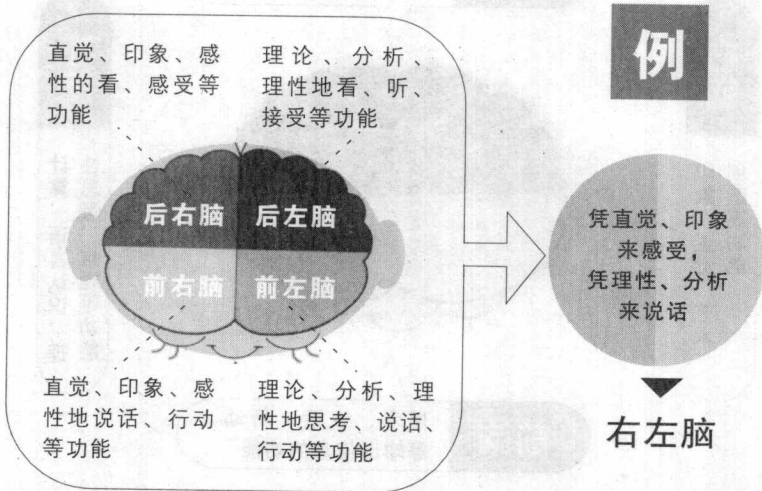 直觉、印象、感
性的看、感受等
功能
理论、分析、
理性地看、听、
接受等功能
后右脑
后左脑
前右脑
前左脑
直觉、印象、感
性地说话、行动
等功能
理论、分析、理
性地思考、说话、
行动等功能
例
凭直觉、印象
来感受，
凭理性、分析
来说话
右左脑